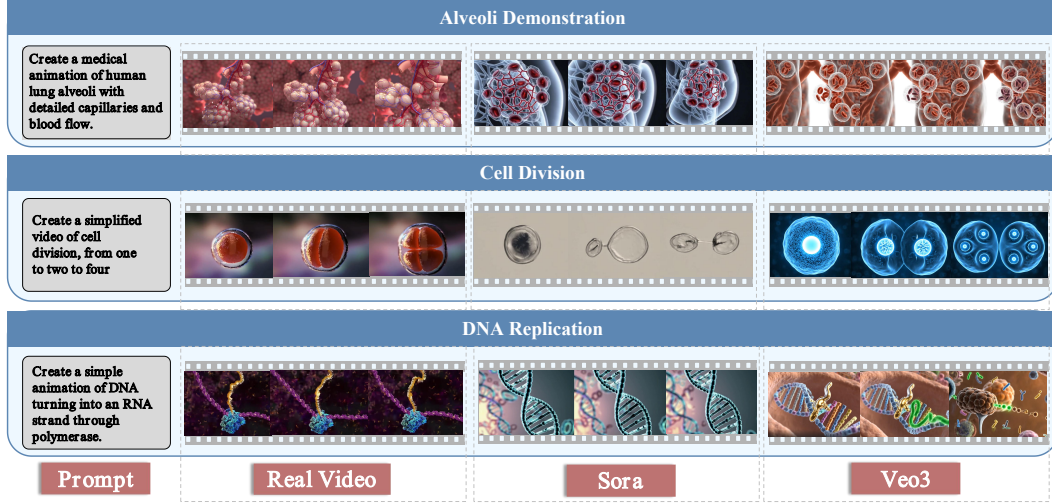 Alveoli Demonstration
Create a medical
animation of human
lung alveoli with
detailed capillaries and
blood flow.
Cell Division
Create a simplified
video of cell
division, from one
to two to four
DNA Replication
Create a simple
animation of DNA
turning into an RNA
strand through
polymerase.
Prompt
Real Video
Sora
Veo3